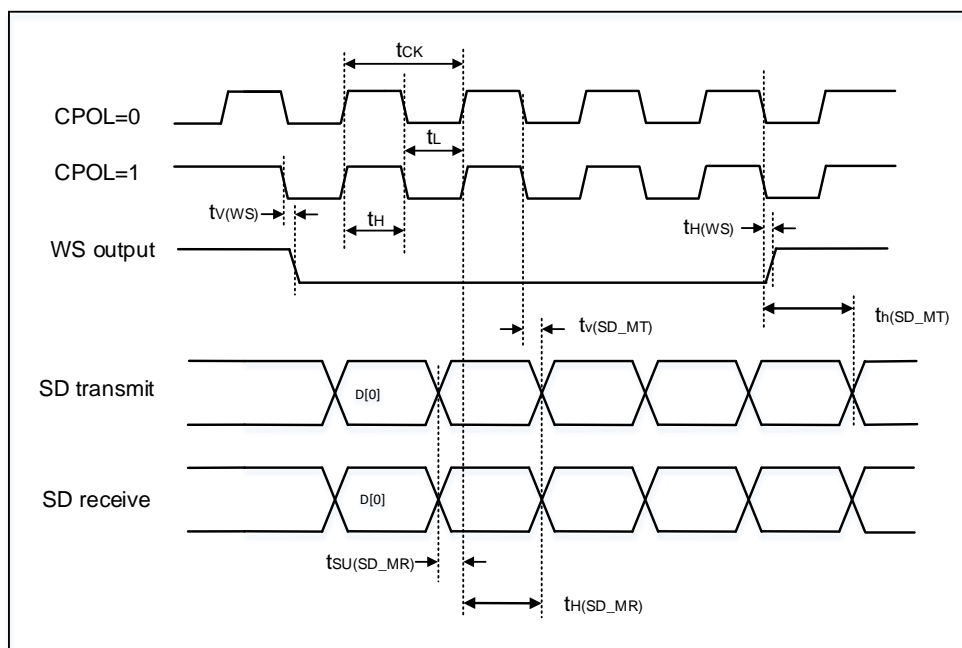 tCK
CPOL=0
tL
CPOL=1
tV(WS)
tH
tH(WS)
WS output
tv(SD_MT)
th(SD_MT)
SD transmit
D[0]
SD receive
D[0]
tSU(SD_MR)
tH(SD_MR)